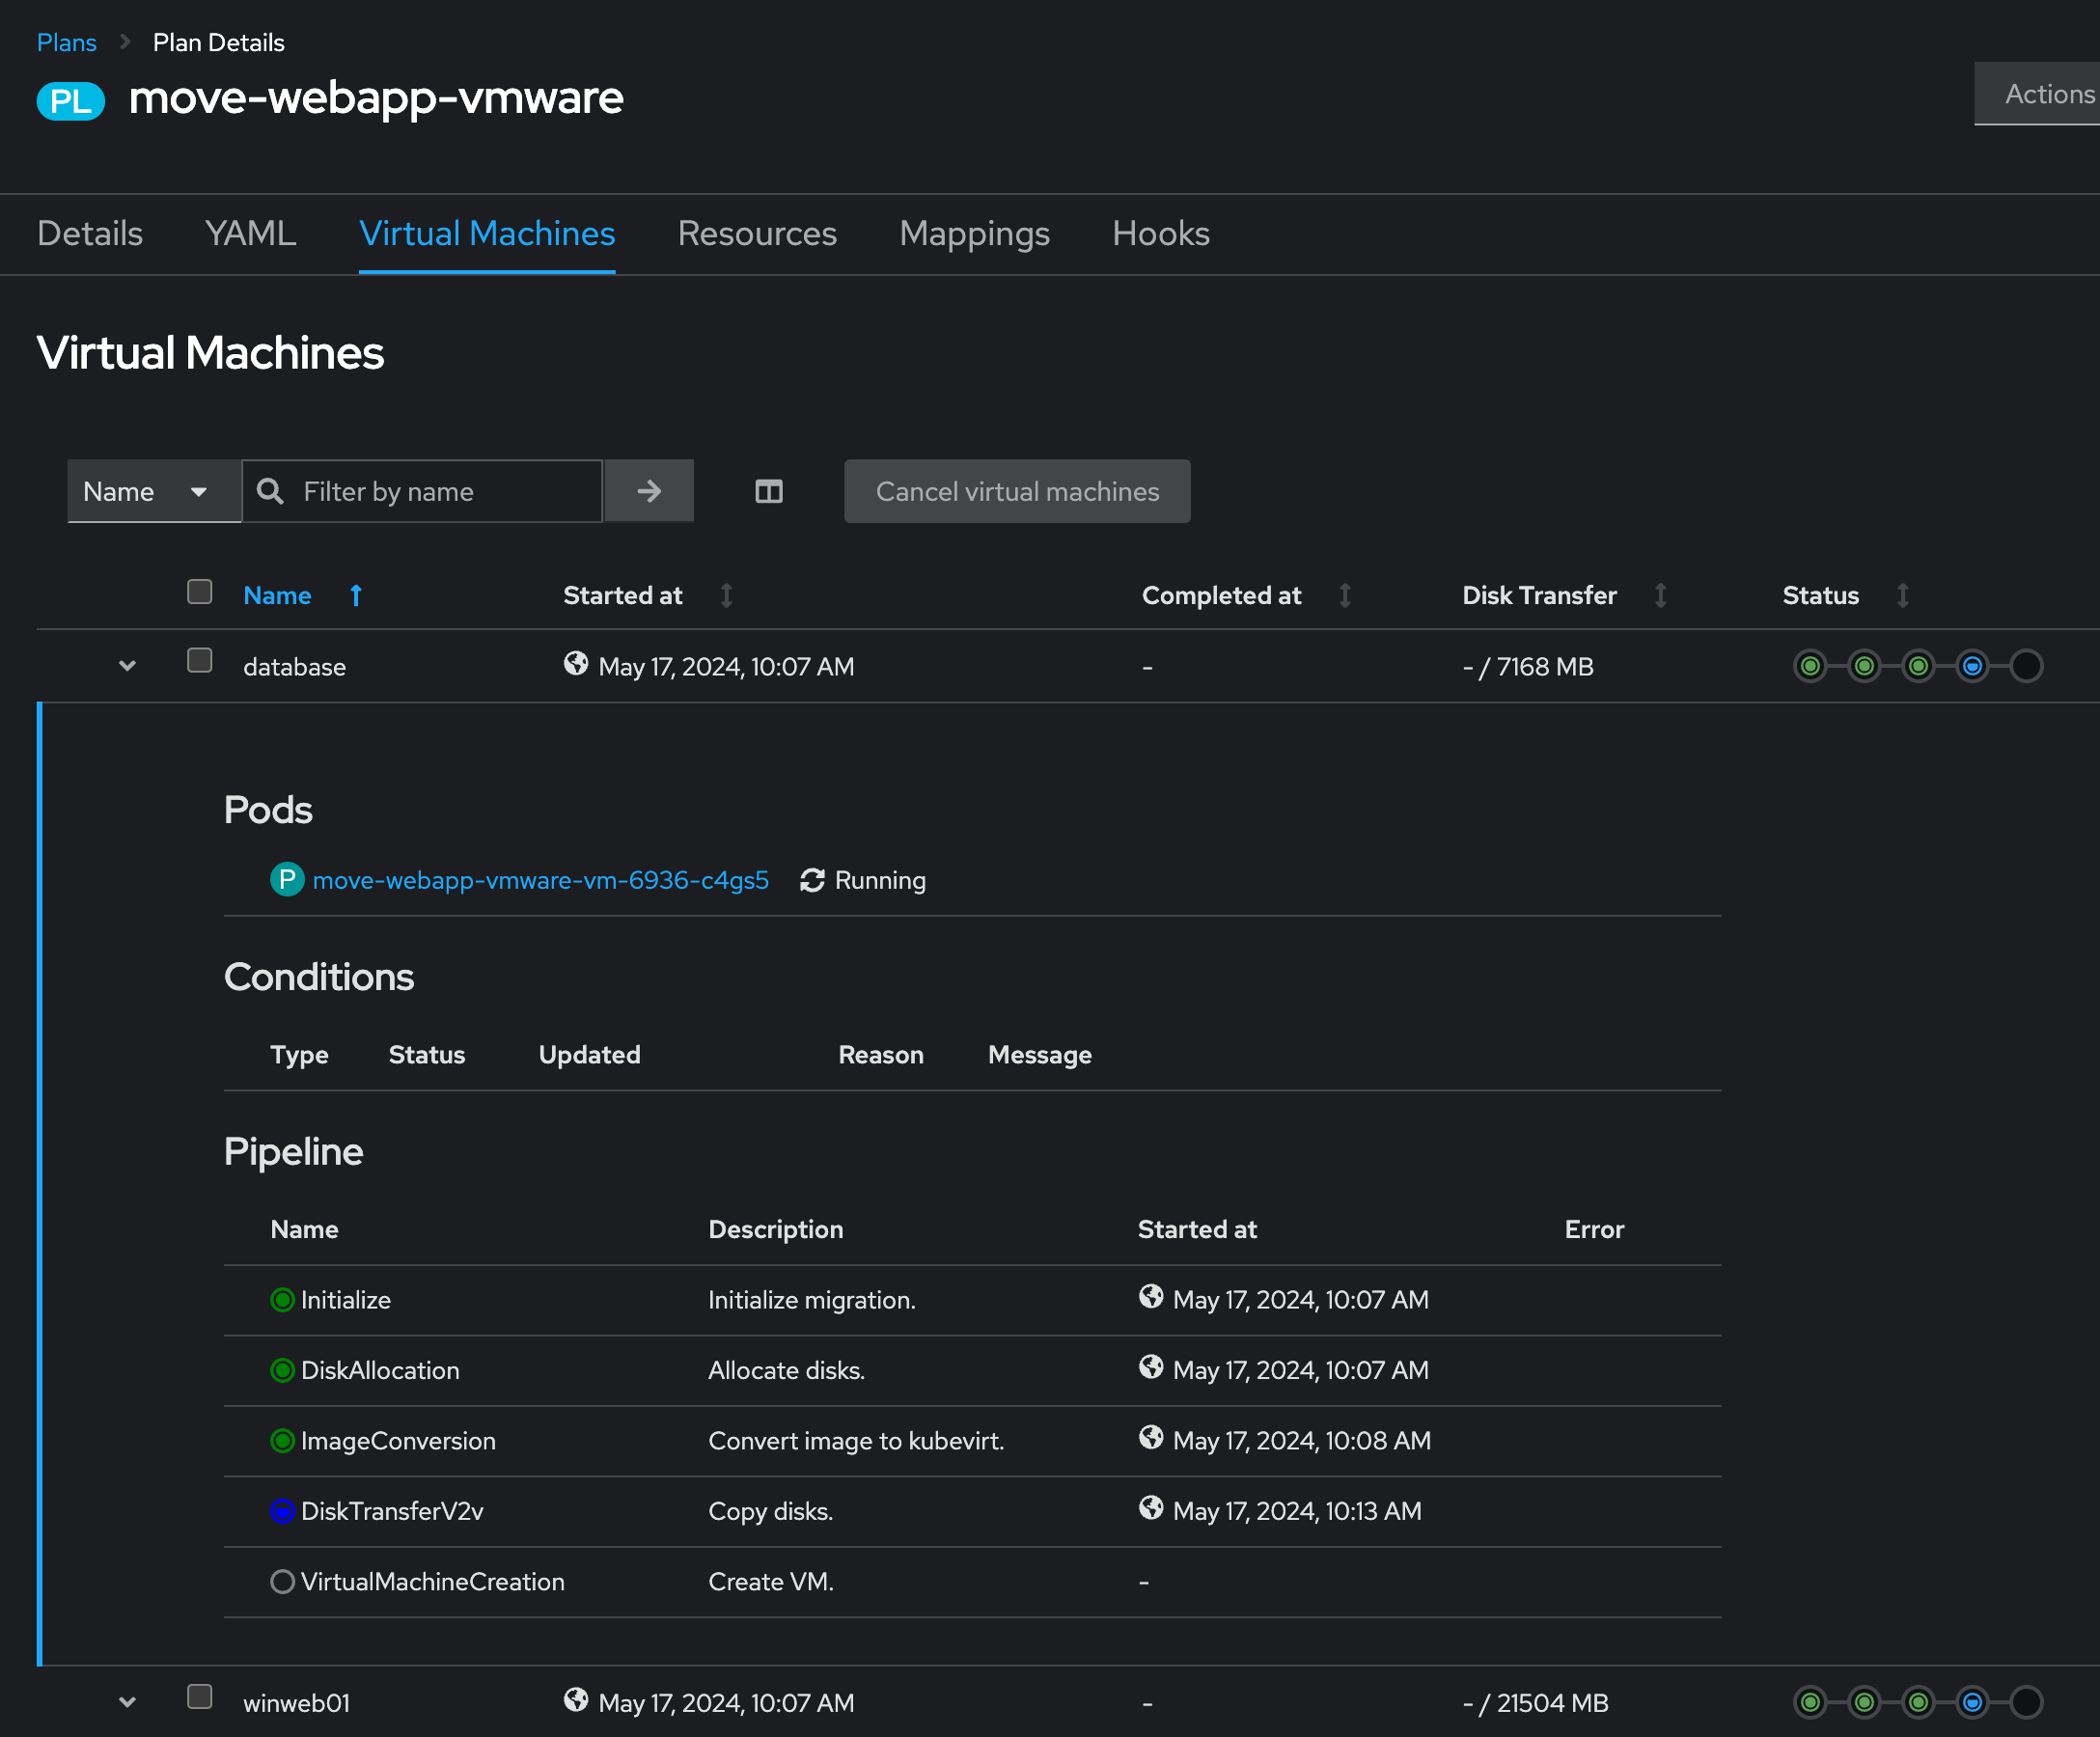 Plans Plan Details
PL move-webapp-vmware
Actions
Details YAML Virtual Machines Resources Mappings Hooks
Virtual Machines
Name Filter by name Cancel virtual machines
Name Started at Completed at Disk Transfer Status
database May 17, 2024, 10:07 AM - - / 7168 MB
Pods
P move-webapp-vmware-vm-6936-c4gs5 Running
Conditions
Type Status Updated Reason Message
Pipeline
Name Description Started at Error
Initialize Initialize migration. May 17, 2024, 10:07 AM
DiskAllocation Allocate disks. May 17, 2024, 10:07 AM
ImageConversion Convert image to kubevirt. May 17, 2024, 10:08 AM
DiskTransferV2v Copy disks. May 17, 2024, 10:13 AM
VirtualMachineCreation Create VM. -
winweb01 May 17, 2024, 10:07 AM - - / 21504 MB